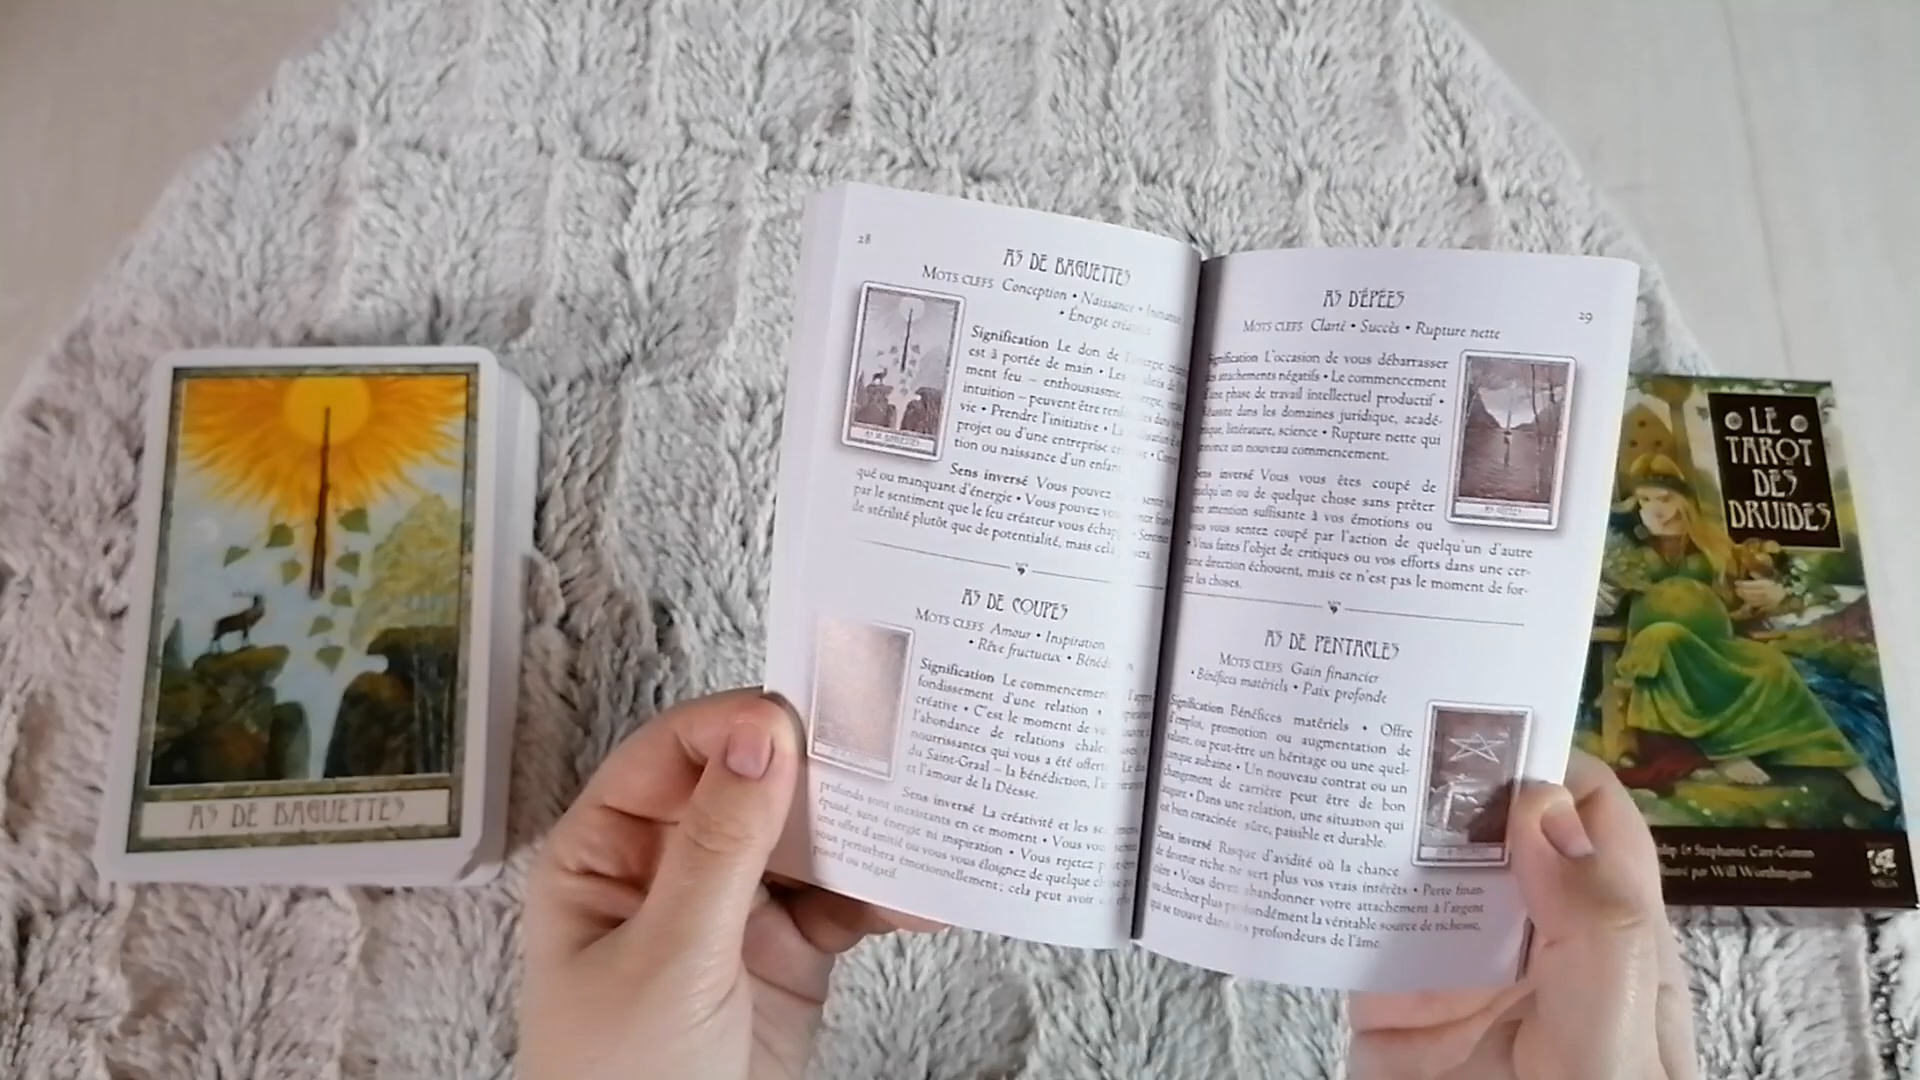 AS DE BAGUETTES
28
AS DE BAGUETTES
MOTS CLEFS Conception • Naissance •
• Énergie
Signification Le don de
est à portée de main • Les
ment feu – enthousiasme,
intuition – peuvent être
vie • Prendre l'initiative •
projet ou d'une entreprise
tion ou naissance d'un enfant
Sens inversé Vous pouvez
qué ou manquant d'énergie • Vous pouvez
par le sentiment que le feu créateur vous
de stérilité plutôt que de potentialité, mais cela
AS DE COUPES
MOTS CLEFS Amour • Inspiration
• Rêve fructueux •
Signification Le commencement
fondissement d'une relation •
créative • C'est le moment de
l'abondance de relations
nourrissantes qui vous a été
du Saint-Graal – la bénédiction,
et l'amour de la Déesse.
Sens inversé La créativité et les
profonds sont inexistants en ce moment • Vous vous
épuisé, sans énergie ni inspiration • Vous rejetez
une offre d'amitié ou vous vous éloignez de quelque
vous perturbera émotionnellement ; cela peut avoir
positif ou négatif.
29
AS D'ÉPÉES
MOTS CLEFS Clarté • Succès • Rupture nette
Signification L'occasion de vous débarrasser
attachements négatifs • Le commencement
d'une phase de travail intellectuel productif •
Réussite dans les domaines juridique, acadé-
mique, littérature, science • Rupture nette qui
annonce un nouveau commencement.
Sens inversé Vous vous êtes coupé de
quelqu'un ou de quelque chose sans prêter
une attention suffisante à vos émotions ou
vous vous sentez coupé par l'action de quelqu'un d'autre
• Vous faites l'objet de critiques ou vos efforts dans une cer-
taine direction échouent, mais ce n'est pas le moment de for-
cer les choses.
AS DE PENTACLES
MOTS CLEFS Gain financier
• Bénéfices matériels • Paix profonde
Signification Bénéfices matériels • Offre
d'emploi, promotion ou augmentation de
salaire, ou peut-être un héritage ou une quel-
conque aubaine • Un nouveau contrat ou un
changement de carrière peut être de bon
augure • Dans une relation, une situation qui
est bien enracinée : sûre, paisible et durable.
Sens inversé Risque d'avidité où la chance
de devenir riche ne sert plus vos vrais intérêts • Perte finan-
cière • Vous devez abandonner votre attachement à l'argent
ou chercher plus profondément la véritable source de richesse,
qui se trouve dans les profondeurs de l'âme.
LE
TAROT
DES
DRUIDES
& Stephanie Carr-Gomm
par Will Worthington
VEGA